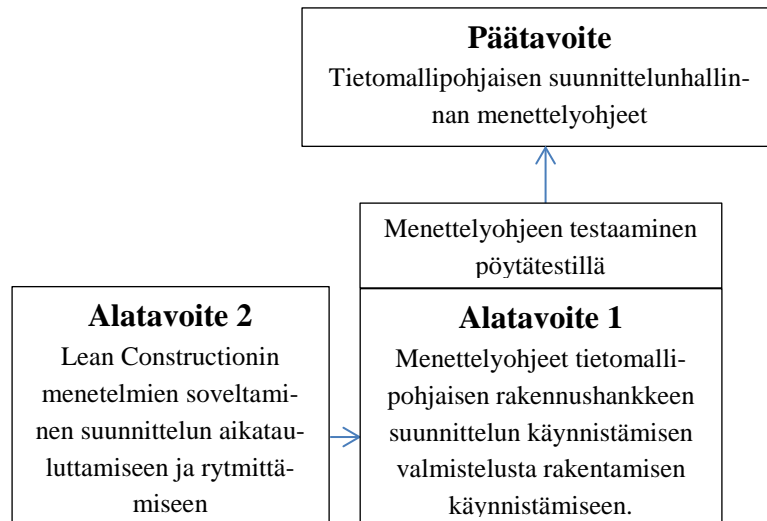 Päätavoite
Tietomallipohjaisen suunnittelunhallin-
nan menettelyohjeet
Menettelyohjeen testaaminen
pöytätestillä
Alatavoite 2
Lean Constructionin
menetelmien soveltami-
nen suunnittelun aikatau-
luttamiseen ja rytmittä-
miseen
Alatavoite 1
Menettelyohjeet tietomalli-
pohjaisen rakennushankkeen
suunnittelun käynnistämisen
valmistelusta rakentamisen
käynnistämiseen.